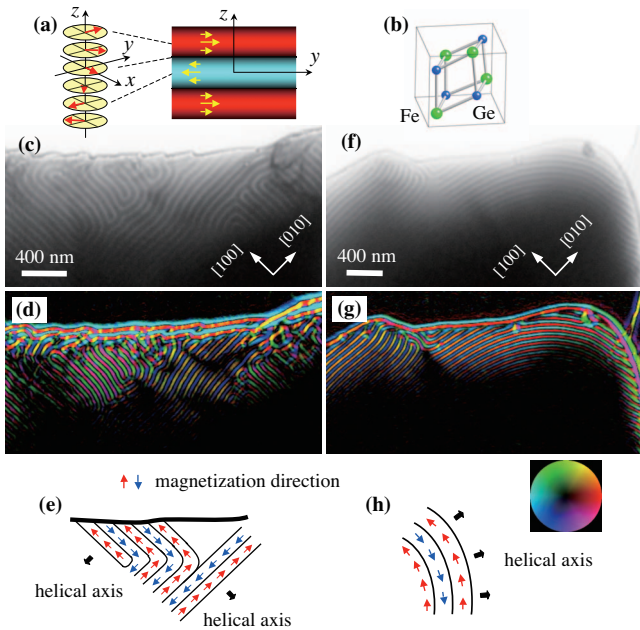 (a)
z
y
x
z
y
(b)
Fe
Ge
(c)
400 nm
[100]
[010]
(f)
400 nm
[100]
[010]
(d)
(g)
magnetization direction
(e)
helical axis
helical axis
(h)
helical axis